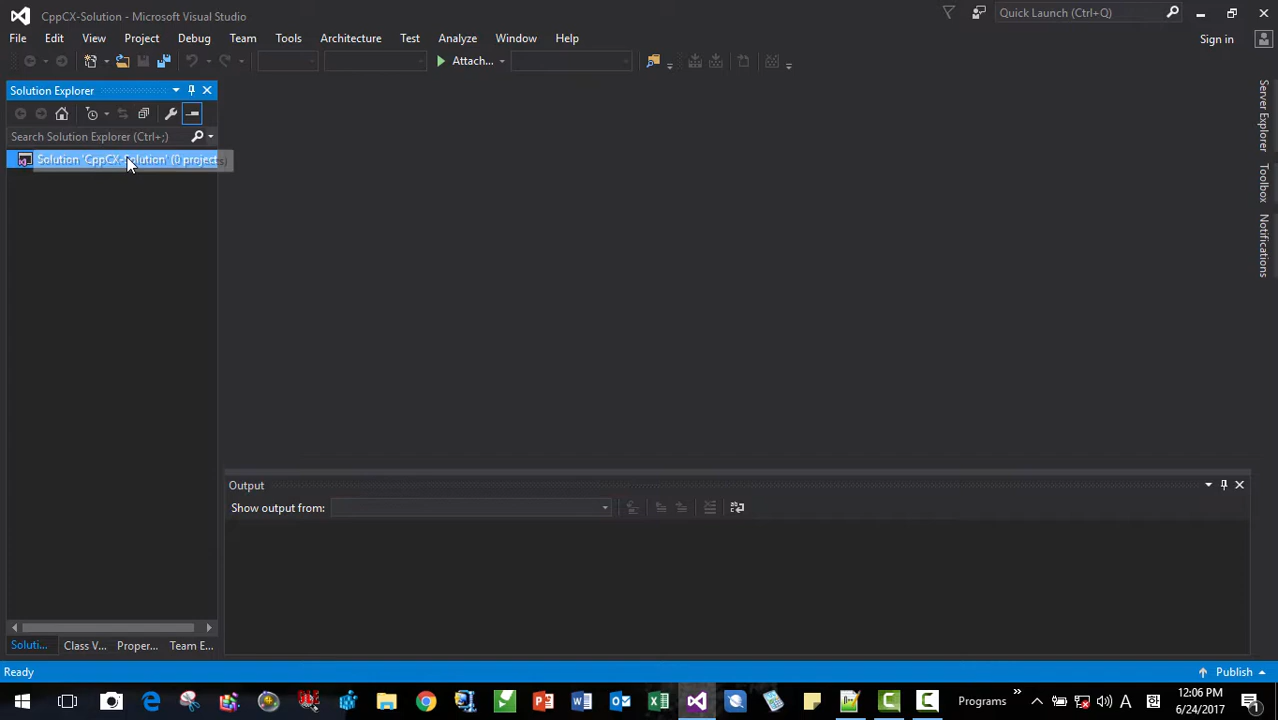 CppCX-Solution - Microsoft Visual Studio
Quick Launch (Ctrl+Q)
File Edit View Project Debug Team Tools Architecture Test Analyze Window Help
Sign in
Attach...
Solution Explorer
Search Solution Explorer (Ctrl+;)
Solution 'CppCX-Solution' (0 projects)
Server Explorer
Toolbox
Notifications
Output
Show output from:
Soluti... Class V... Proper... Team E...
Ready
Publish
Programs
A
12:06 PM
6/24/2017
1